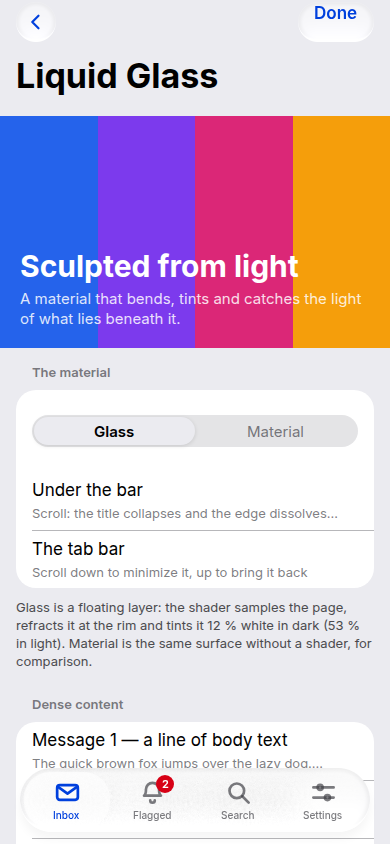 Done
Liquid Glass
Sculpted from light
A material that bends, tints and catches the light
of what lies beneath it.
The material
Glass
Material
Under the bar
Scroll: the title collapses and the edge dissolves...
The tab bar
Scroll down to minimize it, up to bring it back
Glass is a floating layer: the shader samples the page,
refracts it at the rim and tints it 12 % white in dark (53 %
in light). Material is the same surface without a shader, for
comparison.
Dense content
Message 1 — a line of body text
The quick brown fox jumps over the lazy dog....
2
Inbox
Flagged
Search
Settings